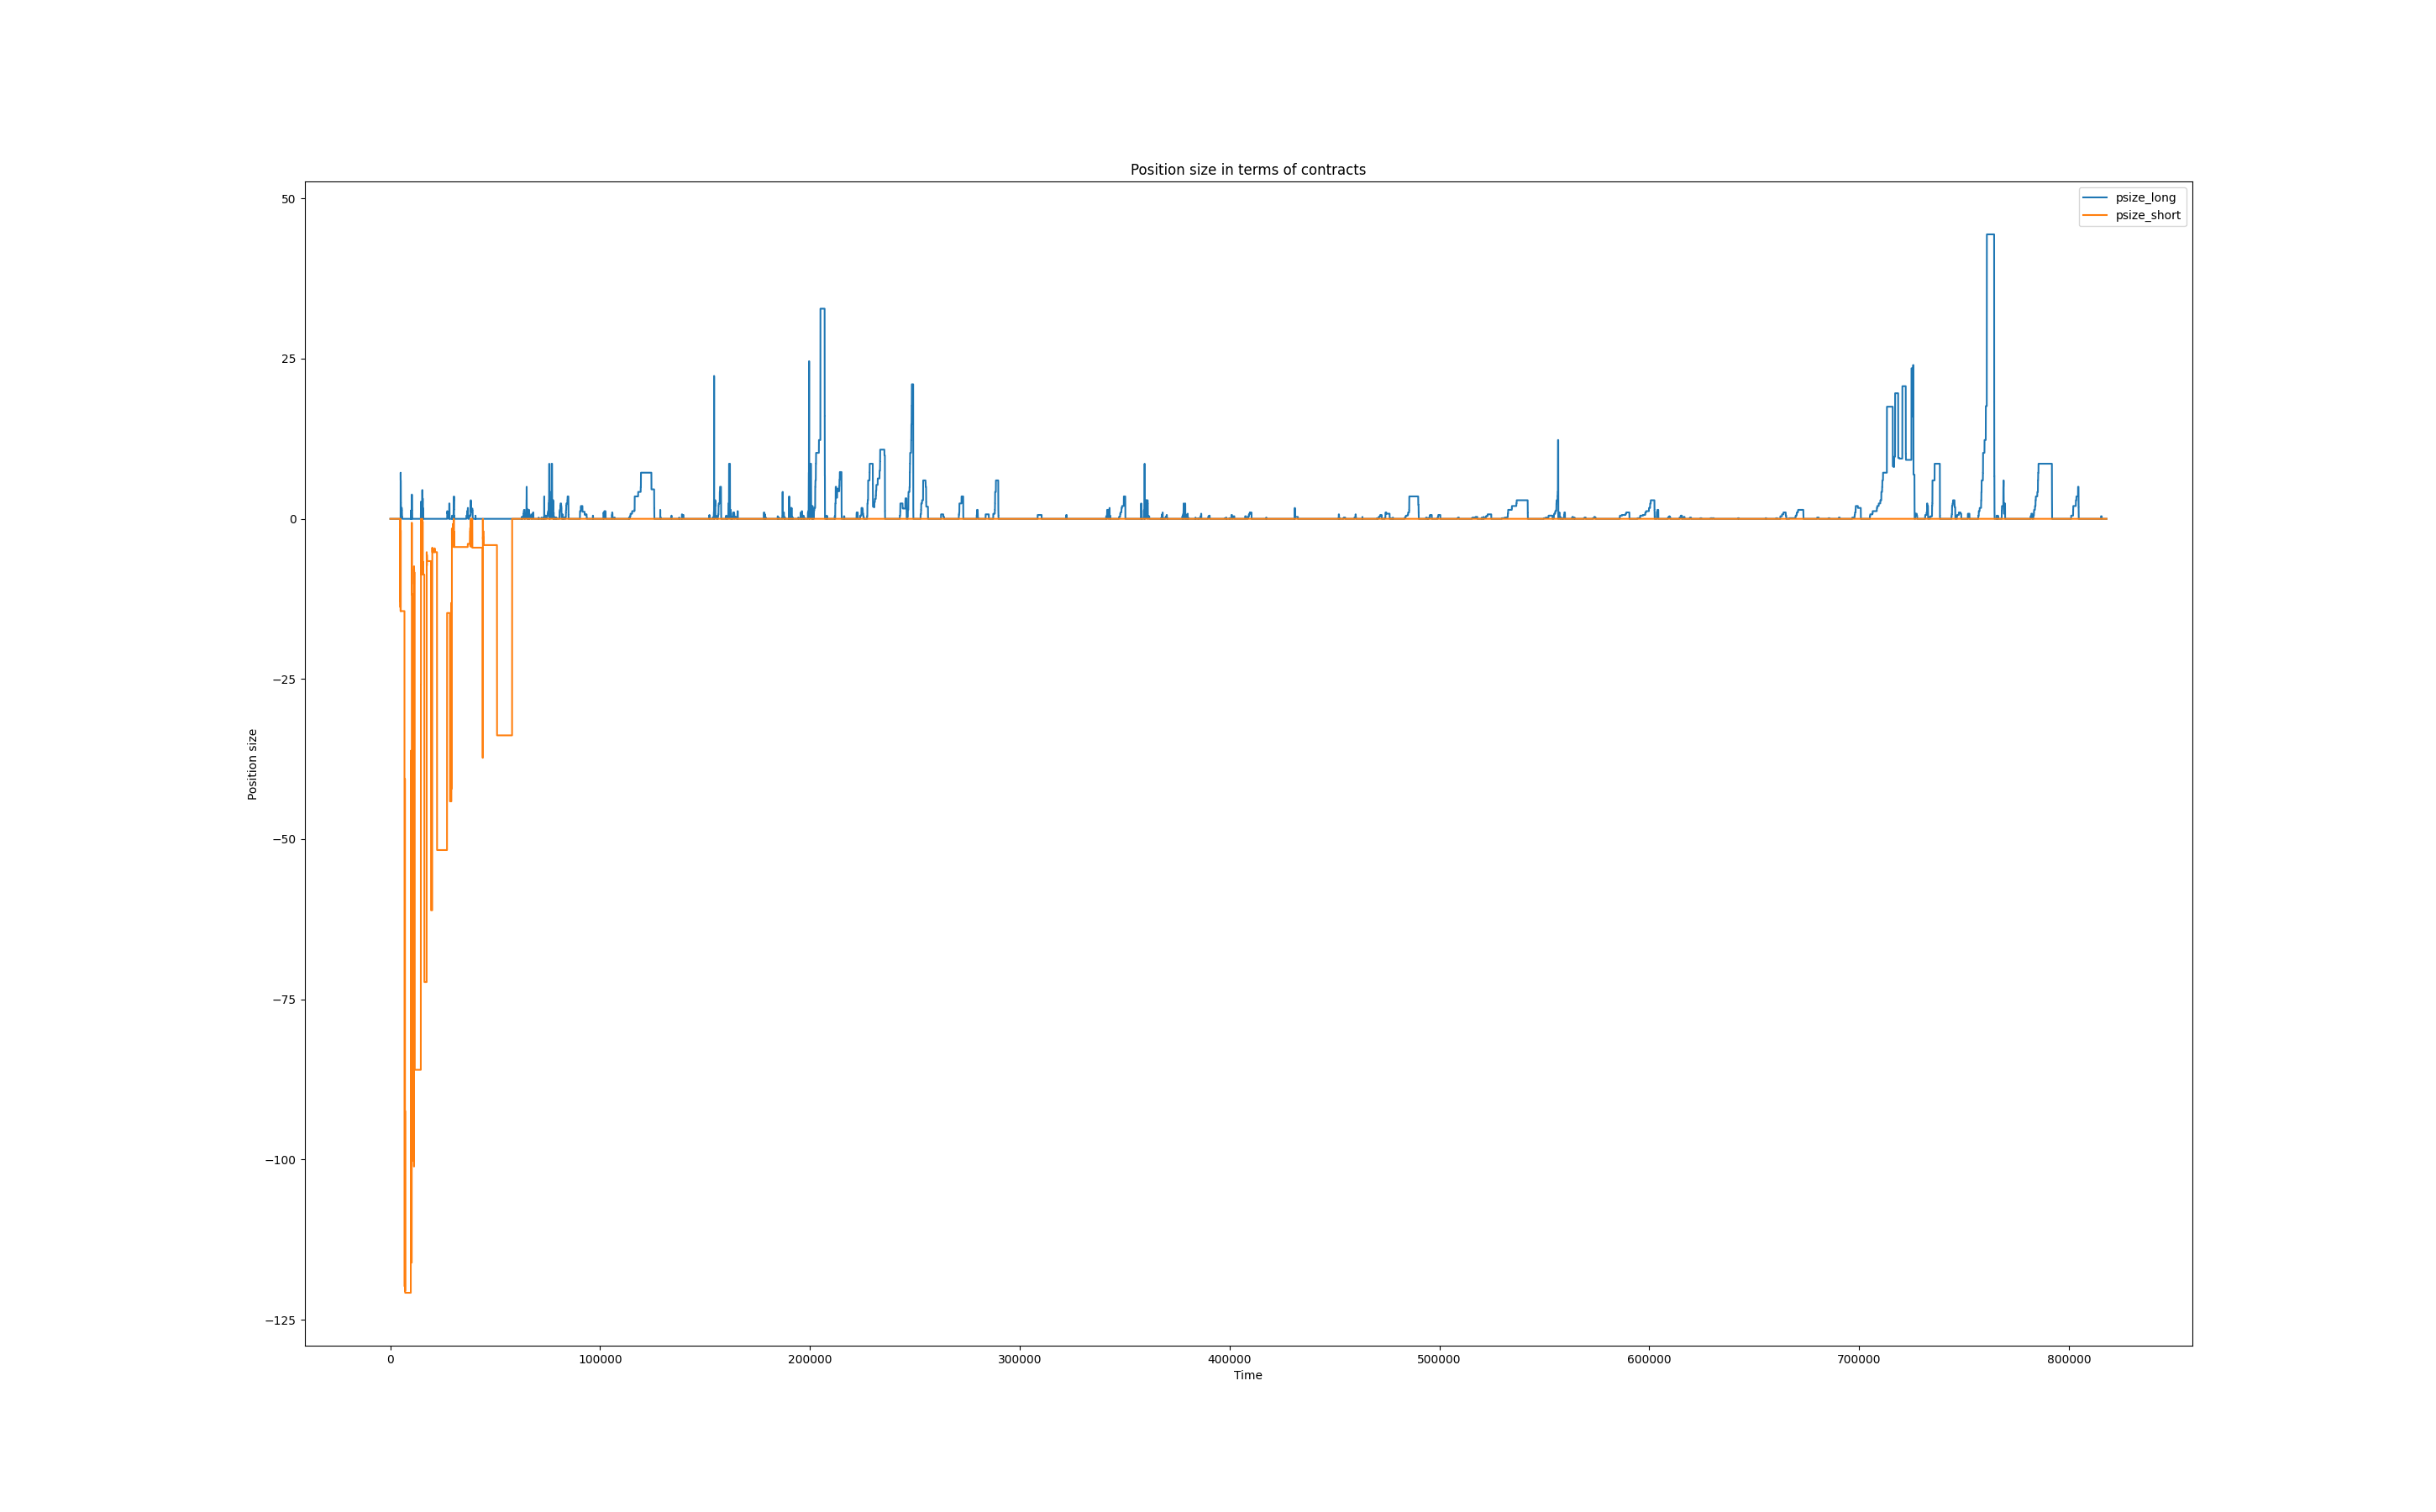 Position size in terms of contracts
psize_long
psize_short
50
25
0
−25
−50
−75
−100
−125
Position size
0 100000 200000 300000 400000 500000 600000 700000 800000
Time